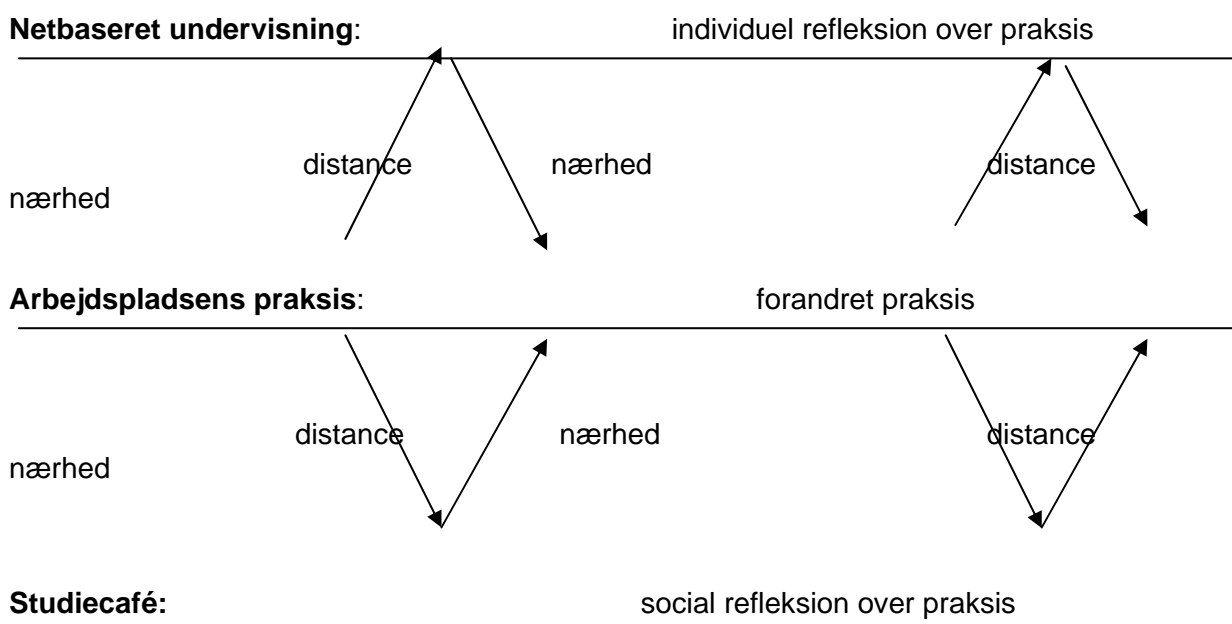 Netbaseret undervisning: individuel refleksion over praksis
distance nærhed distance
nærhed
Arbejdspladsens praksis: forandret praksis
distance nærhed distance
nærhed
Studiecafé: social refleksion over praksis